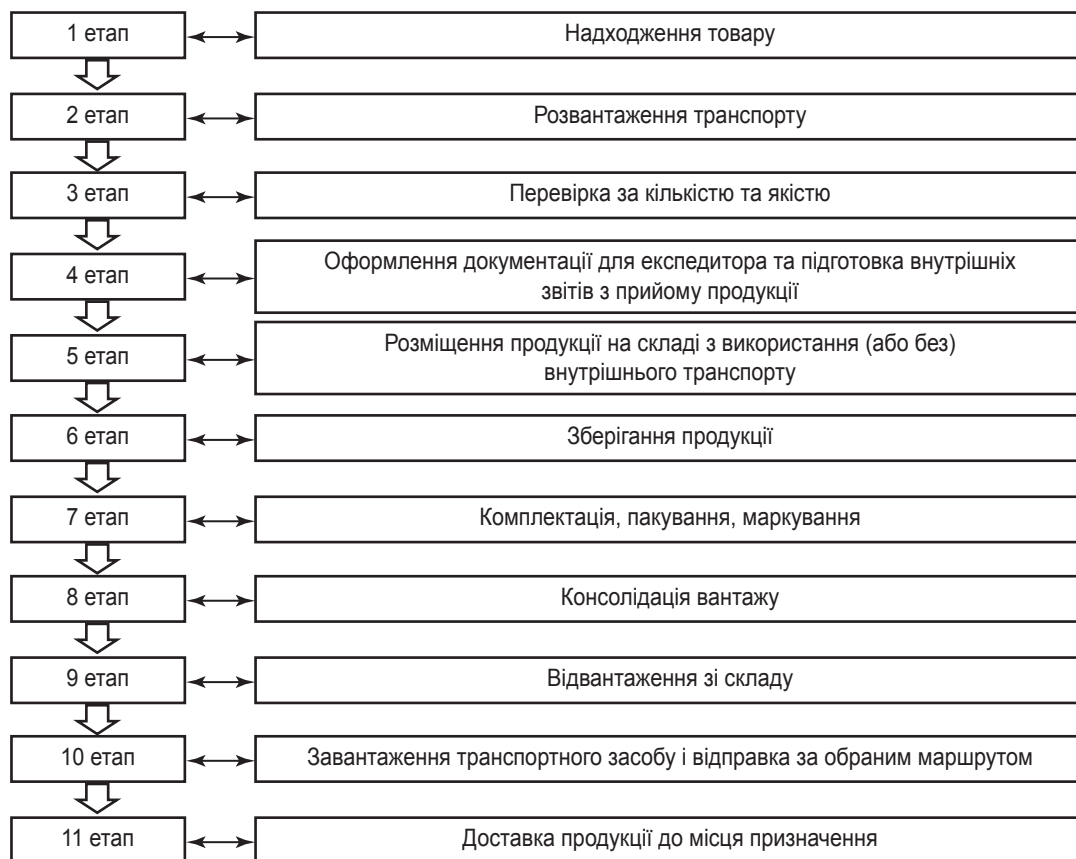 1 етап
Надходження товару
2 етап
Розвантаження транспорту
3 етап
Перевірка за кількістю та якістю
4 етап
Оформлення документації для експедитора та підготовка внутрішніх
звітів з прийому продукції
5 етап
Розміщення продукції на складі з використання (або без)
внутрішнього транспорту
6 етап
Зберігання продукції
7 етап
Комплектація, пакування, маркування
8 етап
Консолідація вантажу
9 етап
Відвантаження зі складу
10 етап
Завантаження транспортного засобу і відправка за обраним маршрутом
11 етап
Доставка продукції до місця призначення